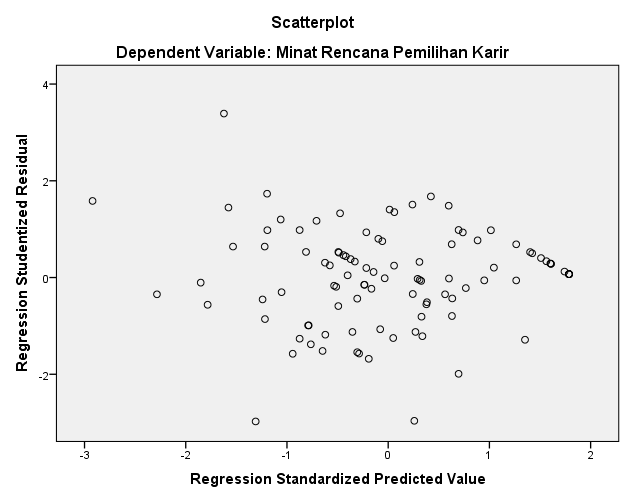 Scatterplot
Dependent Variable: Minat Rencana Pemilihan Karir
Regression Studentized Residual
4
2
0
-2
-3
-2
-1
0
1
2
Regression Standardized Predicted Value